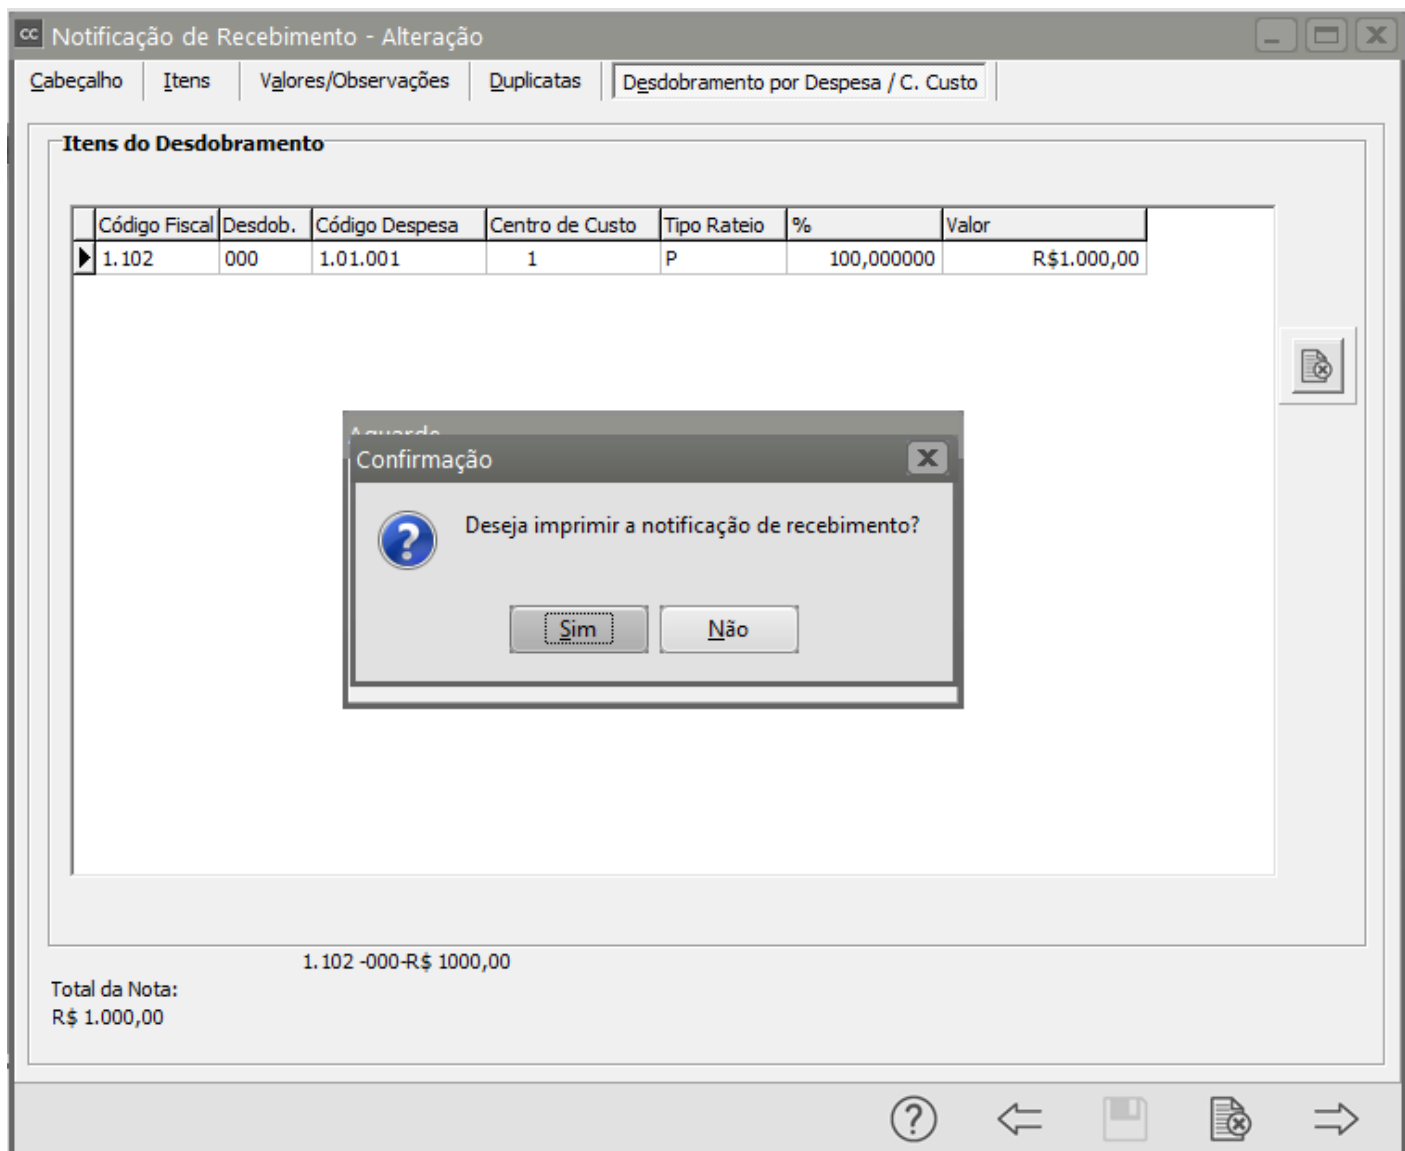 cc Notificação de Recebimento - Alteração
Cabeçalho Itens Valores/Observações Duplicatas Desdobramento por Despesa / C. Custo
Itens do Desdobramento
Código Fiscal Desdob. Código Despesa Centro de Custo Tipo Rateio % Valor
1.102 000 1.01.001 1 P 100,000000 R$1.000,00
Aguarde
Confirmação
Deseja imprimir a notificação de recebimento?
Sim Não
1.102 -000-R$ 1000,00
Total da Nota:
R$ 1.000,00